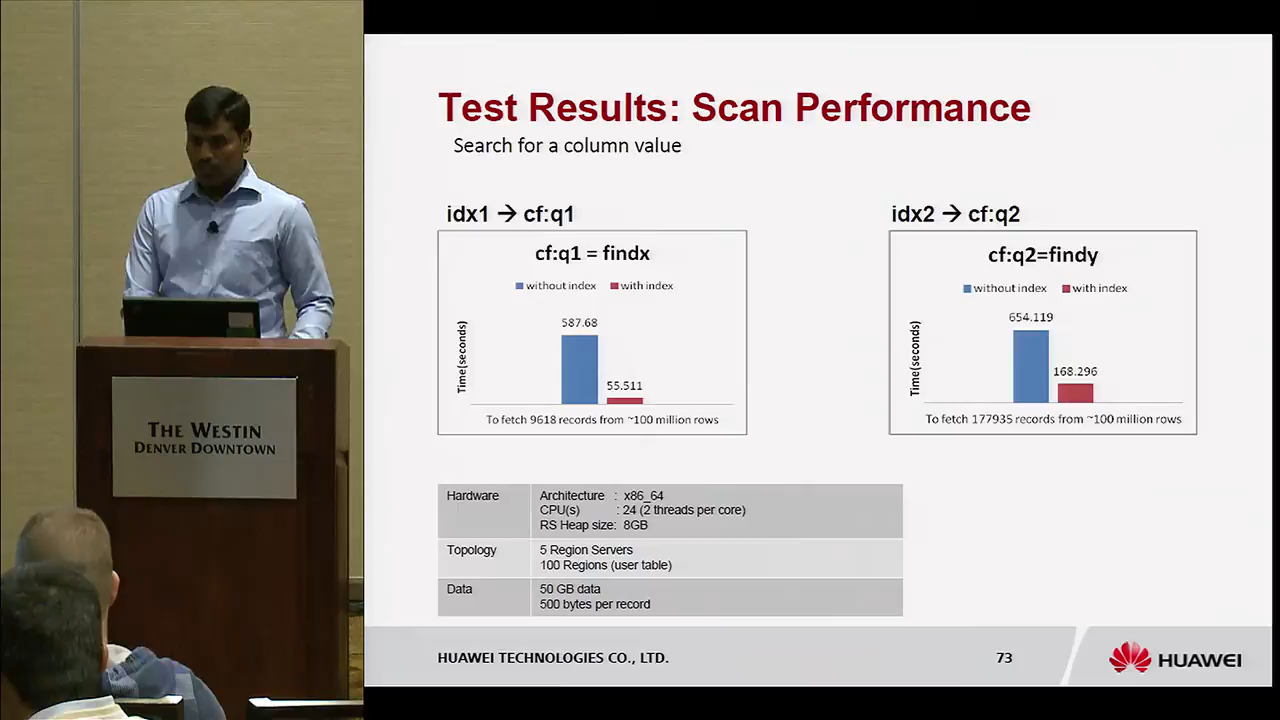 Test Results: Scan Performance
Search for a column value
idx1 → cf:q1
cf:q1 = findx
without index
with index
Time(seconds)
587.68
55.511
To fetch 9618 records from ~100 million rows
idx2 → cf:q2
cf:q2=findy
without index
with index
Time(seconds)
654.119
168.296
To fetch 177935 records from ~100 million rows
Hardware
Architecture : x86_64
CPU(s) : 24 (2 threads per core)
RS Heap size: 8GB
Topology
5 Region Servers
100 Regions (user table)
Data
50 GB data
500 bytes per record
HUAWEI TECHNOLOGIES CO., LTD.
73
HUAWEI
THE WESTIN
DENVER DOWNTOWN